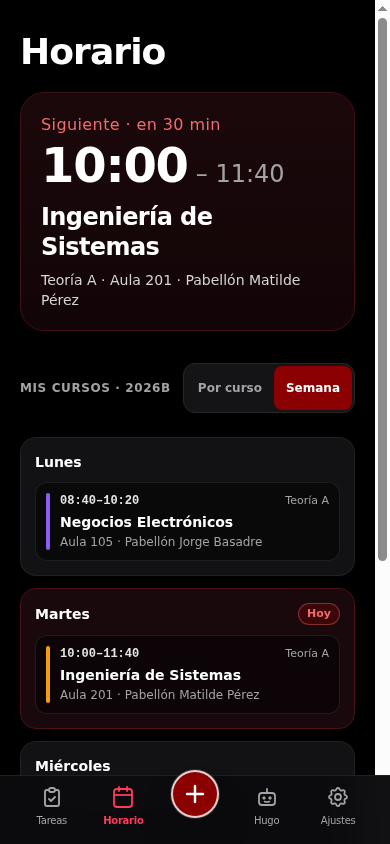 Horario
Siguiente · en 30 min
10:00 – 11:40
Ingeniería de
Sistemas
Teoría A · Aula 201 · Pabellón Matilde
Pérez
MIS CURSOS · 2026B
Por curso
Semana
Lunes
08:40–10:20
Teoría A
Negocios Electrónicos
Aula 105 · Pabellón Jorge Basadre
Martes
Hoy
10:00–11:40
Teoría A
Ingeniería de Sistemas
Aula 201 · Pabellón Matilde Pérez
Miércoles
Tareas
Horario
Hugo
Ajustes